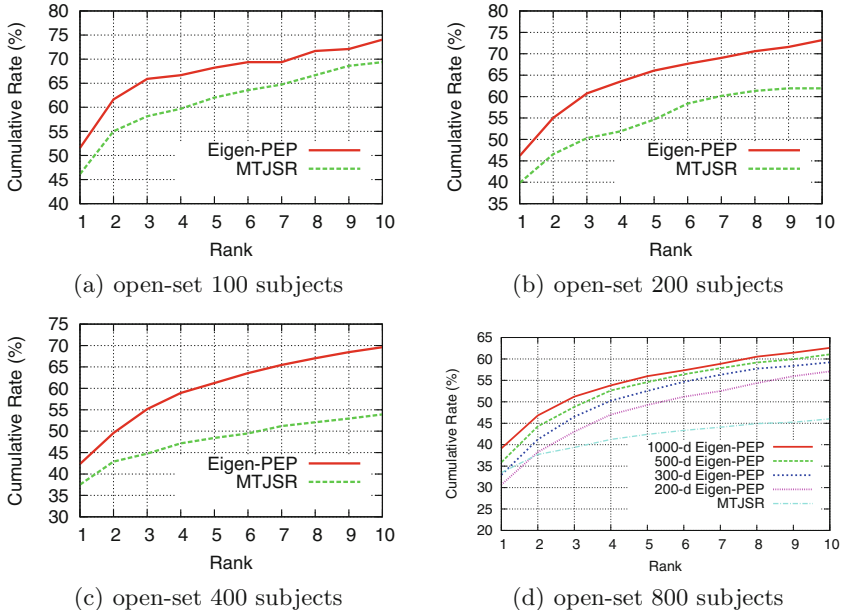 80
75
70
65
60
55
50
45
40
Cumulative Rate (%)
Eigen-PEP
MTJSR
1 2 3 4 5 6 7 8 9 10
Rank
(a) open-set 100 subjects
80
75
70
65
60
55
50
45
40
35
Cumulative Rate (%)
Eigen-PEP
MTJSR
1 2 3 4 5 6 7 8 9 10
Rank
(b) open-set 200 subjects
75
70
65
60
55
50
45
40
35
30
Cumulative Rate (%)
Eigen-PEP
MTJSR
1 2 3 4 5 6 7 8 9 10
Rank
(c) open-set 400 subjects
65
60
55
50
45
40
35
30
25
20
Cumulative Rate (%)
1000-d Eigen-PEP
500-d Eigen-PEP
300-d Eigen-PEP
200-d Eigen-PEP
MTJSR
1 2 3 4 5 6 7 8 9 10
Rank
(d) open-set 800 subjects